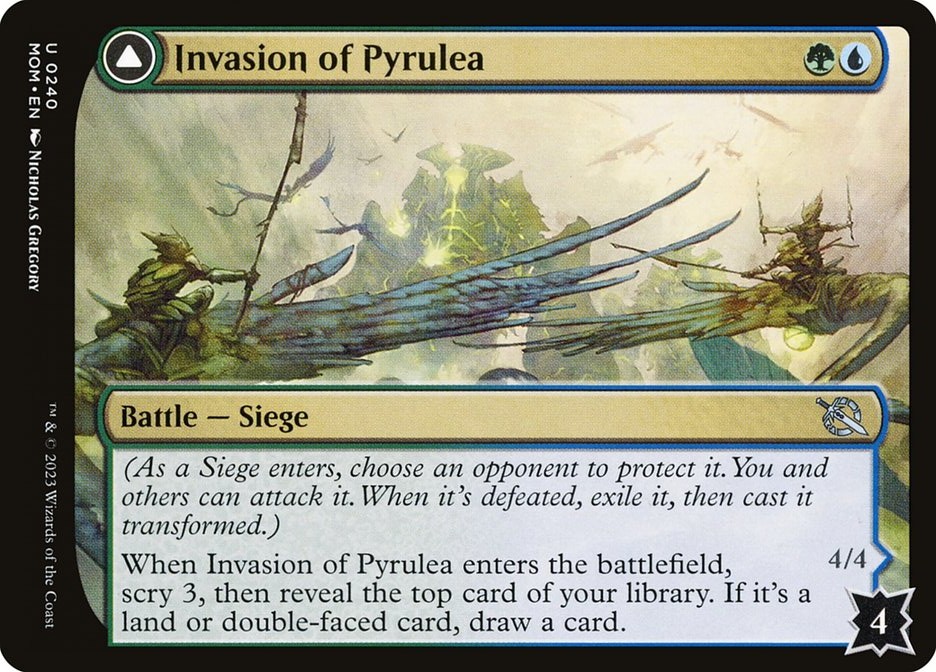 Invasion of Pyrulea
Battle — Siege
(As a Siege enters, choose an opponent to protect it. You and
others can attack it. When it's defeated, exile it, then cast it
transformed.)
When Invasion of Pyrulea enters the battlefield,
scry 3, then reveal the top card of your library. If it's a
land or double-faced card, draw a card.
4/4
4
U 0240
MOM • EN Nicholas Gregory
™ & © 2023 Wizards of the Coast